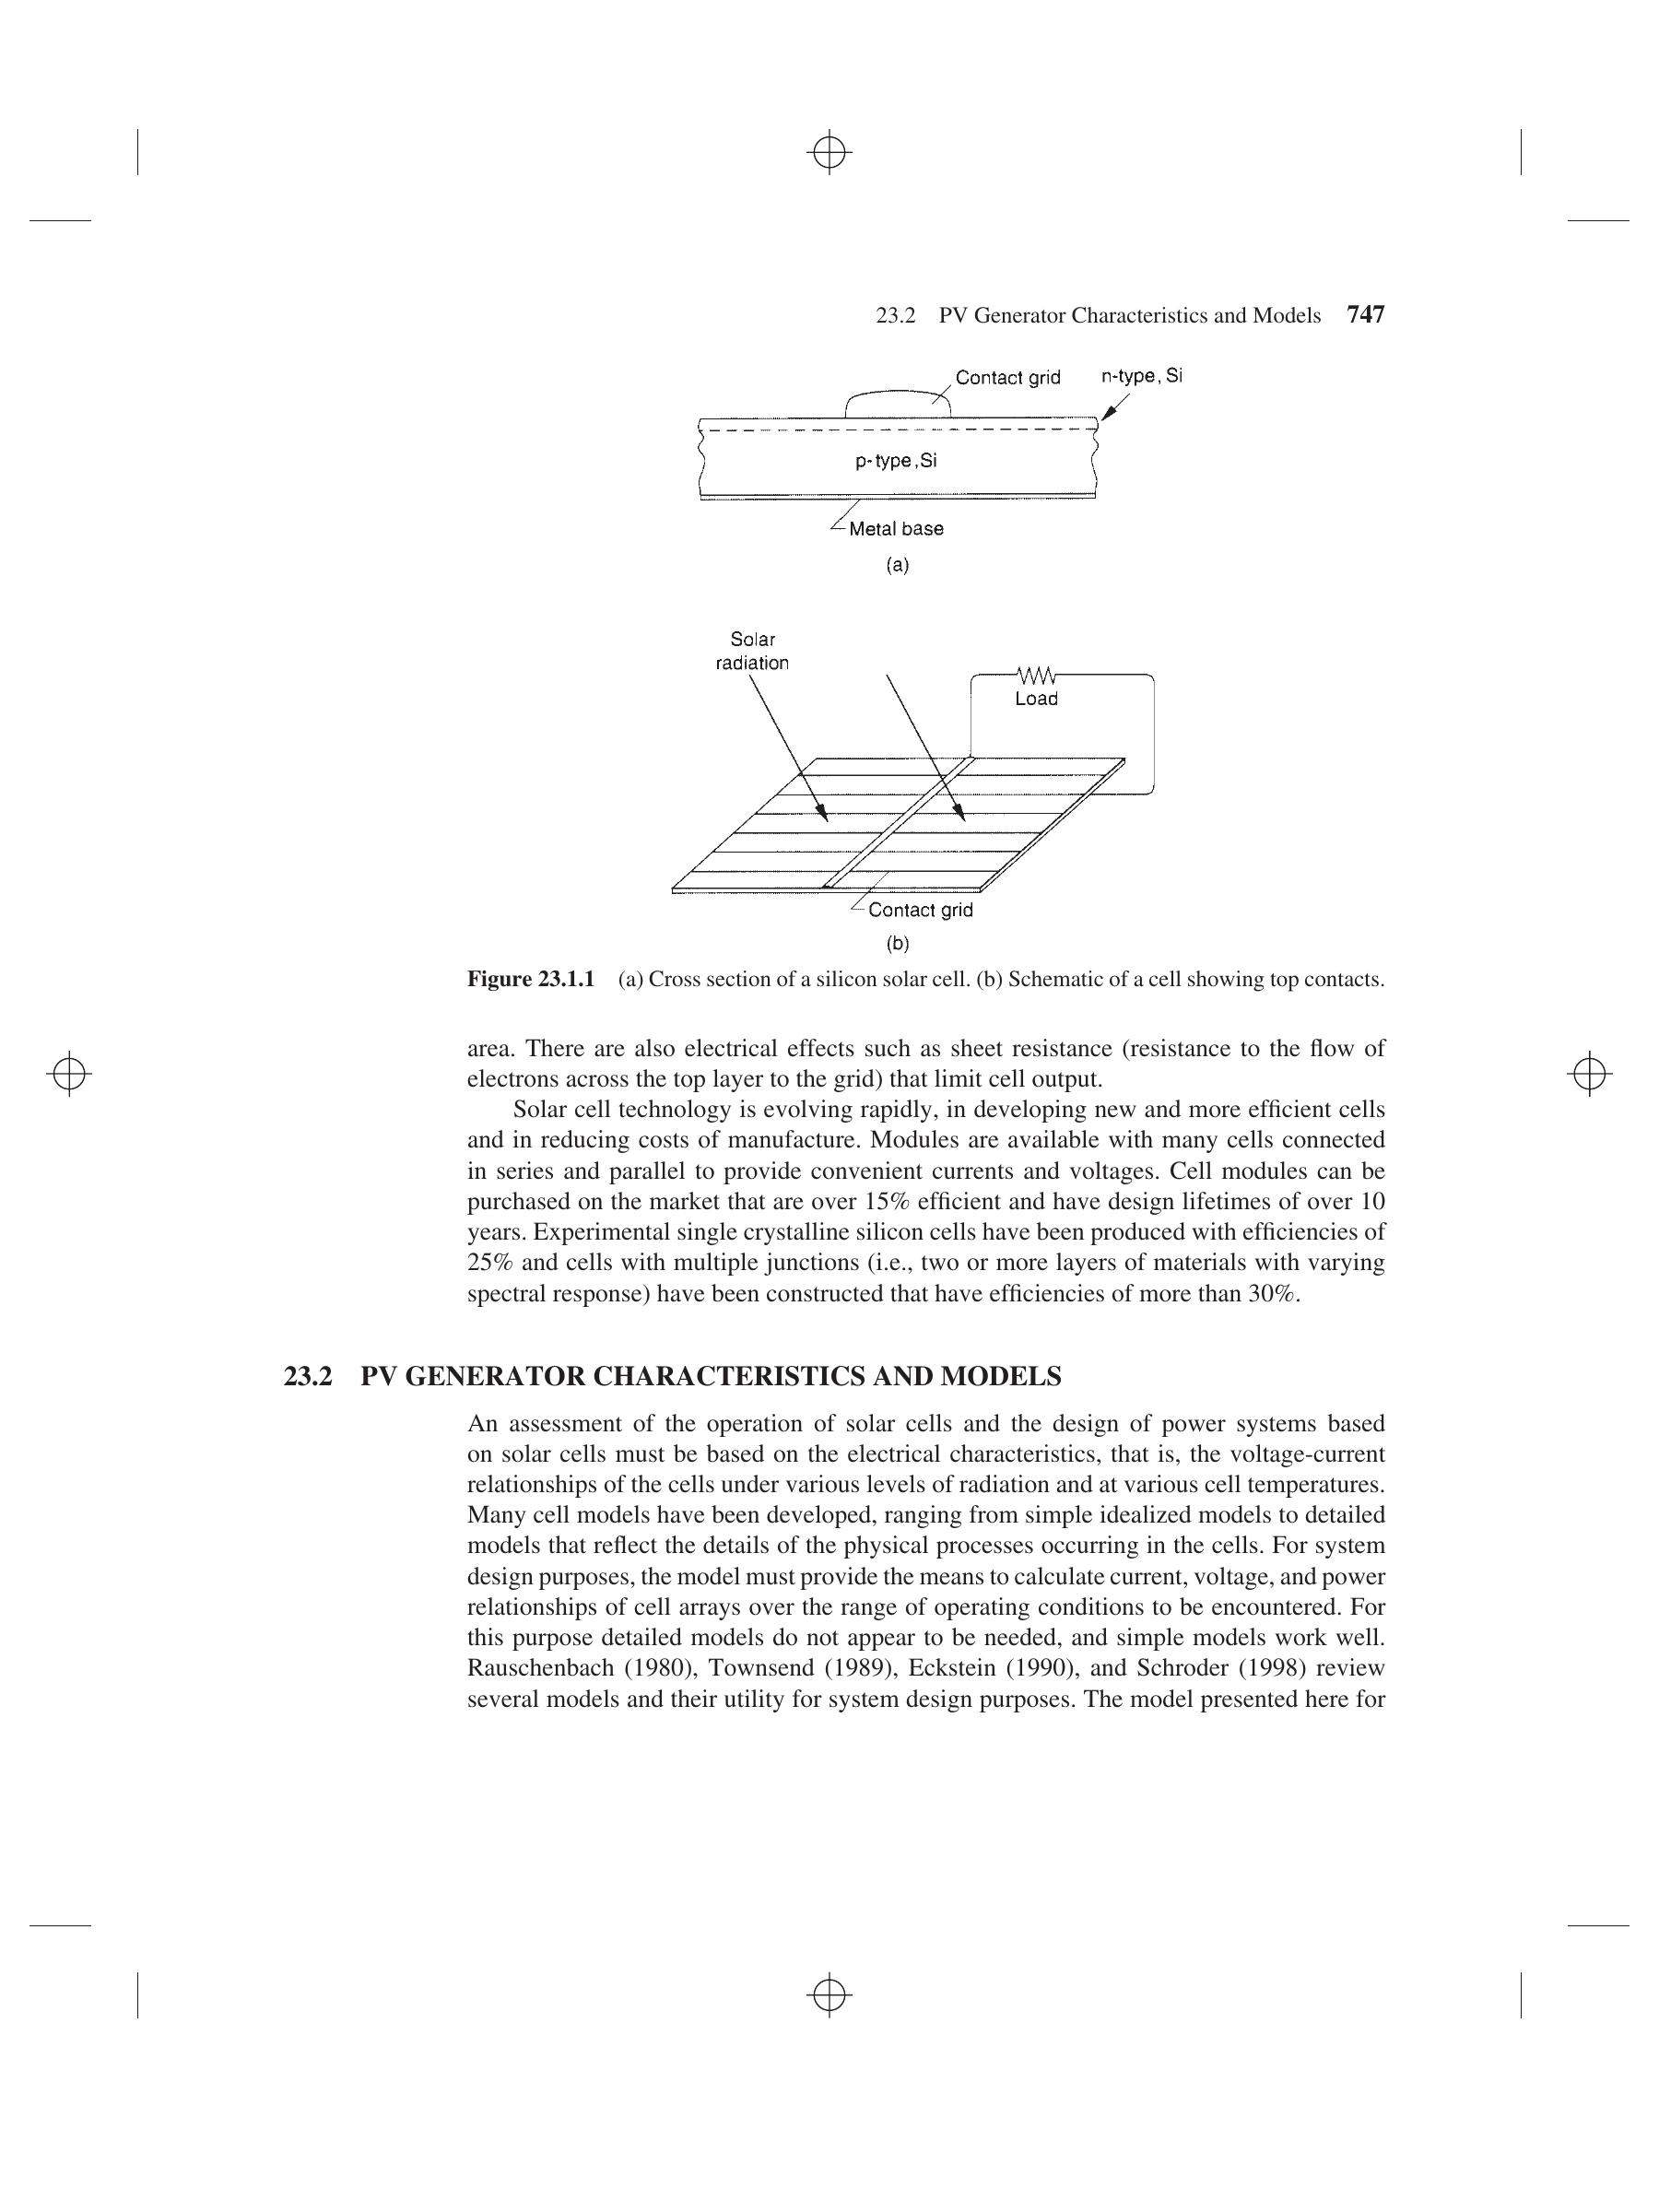 23.2 PV Generator Characteristics and Models 747
Contact grid n-type, Si
p-type, Si
Metal base
(a)
Solar
radiation
Load
Contact grid
(b)
Figure 23.1.1 (a) Cross section of a silicon solar cell. (b) Schematic of a cell showing top contacts.
area. There are also electrical effects such as sheet resistance (resistance to the flow of
electrons across the top layer to the grid) that limit cell output.
Solar cell technology is evolving rapidly, in developing new and more efficient cells
and in reducing costs of manufacture. Modules are available with many cells connected
in series and parallel to provide convenient currents and voltages. Cell modules can be
purchased on the market that are over 15% efficient and have design lifetimes of over 10
years. Experimental single crystalline silicon cells have been produced with efficiencies of
25% and cells with multiple junctions (i.e., two or more layers of materials with varying
spectral response) have been constructed that have efficiencies of more than 30%.
23.2 PV GENERATOR CHARACTERISTICS AND MODELS
An assessment of the operation of solar cells and the design of power systems based
on solar cells must be based on the electrical characteristics, that is, the voltage-current
relationships of the cells under various levels of radiation and at various cell temperatures.
Many cell models have been developed, ranging from simple idealized models to detailed
models that reflect the details of the physical processes occurring in the cells. For system
design purposes, the model must provide the means to calculate current, voltage, and power
relationships of cell arrays over the range of operating conditions to be encountered. For
this purpose detailed models do not appear to be needed, and simple models work well.
Rauschenbach (1980), Townsend (1989), Eckstein (1990), and Schroder (1998) review
several models and their utility for system design purposes. The model presented here for